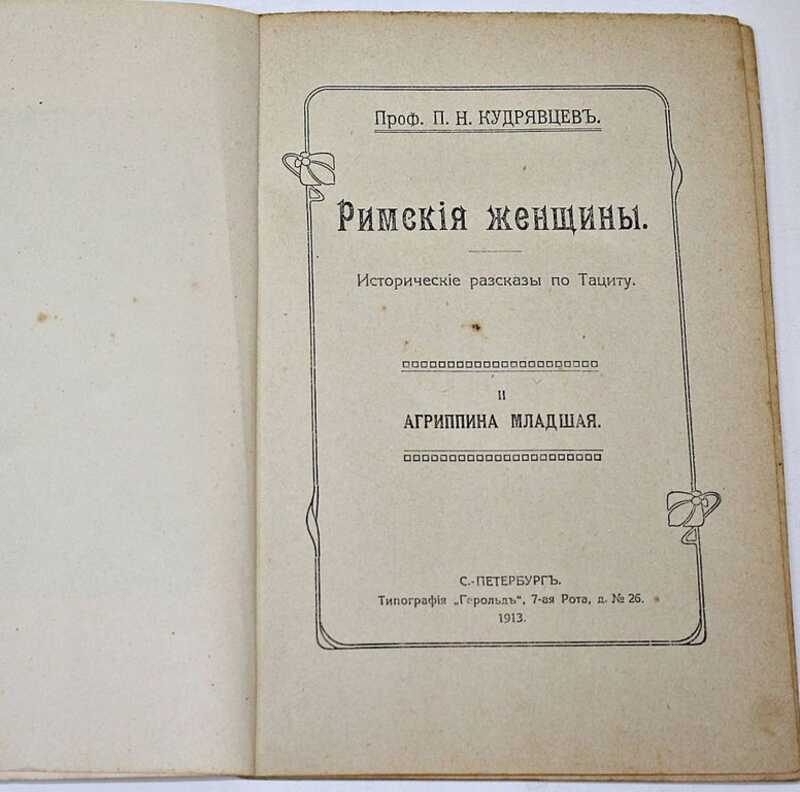 Проф. П. Н. КУДРЯВЦЕВЪ.
Римскія женщины.
Историческіе разсказы по Тациту.
II
АГРИППИНА МЛАДШАЯ.
С.-ПЕТЕРБУРГЪ.
Типографія „Герольдъ“, 7-ая Рота, д. № 26.
1913.